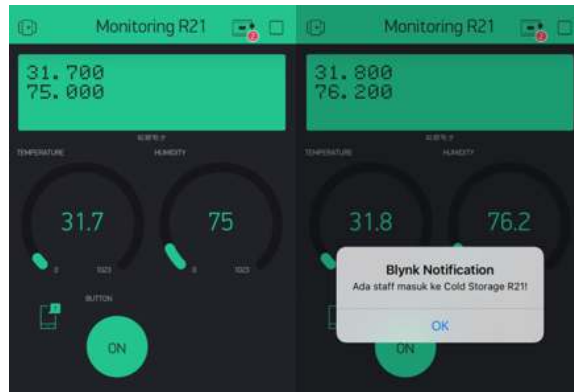 Monitoring R21
2
31.700
75.000
TEMPERATURE
HUMIDITY
31.7
0
1023
75
0
1023
BUTTON
ON
Monitoring R21
2
31.800
76.200
TEMPERATURE
HUMIDITY
31.8
76.2
Blynk Notification
Ada staff masuk ke Cold Storage R21!
OK
ON